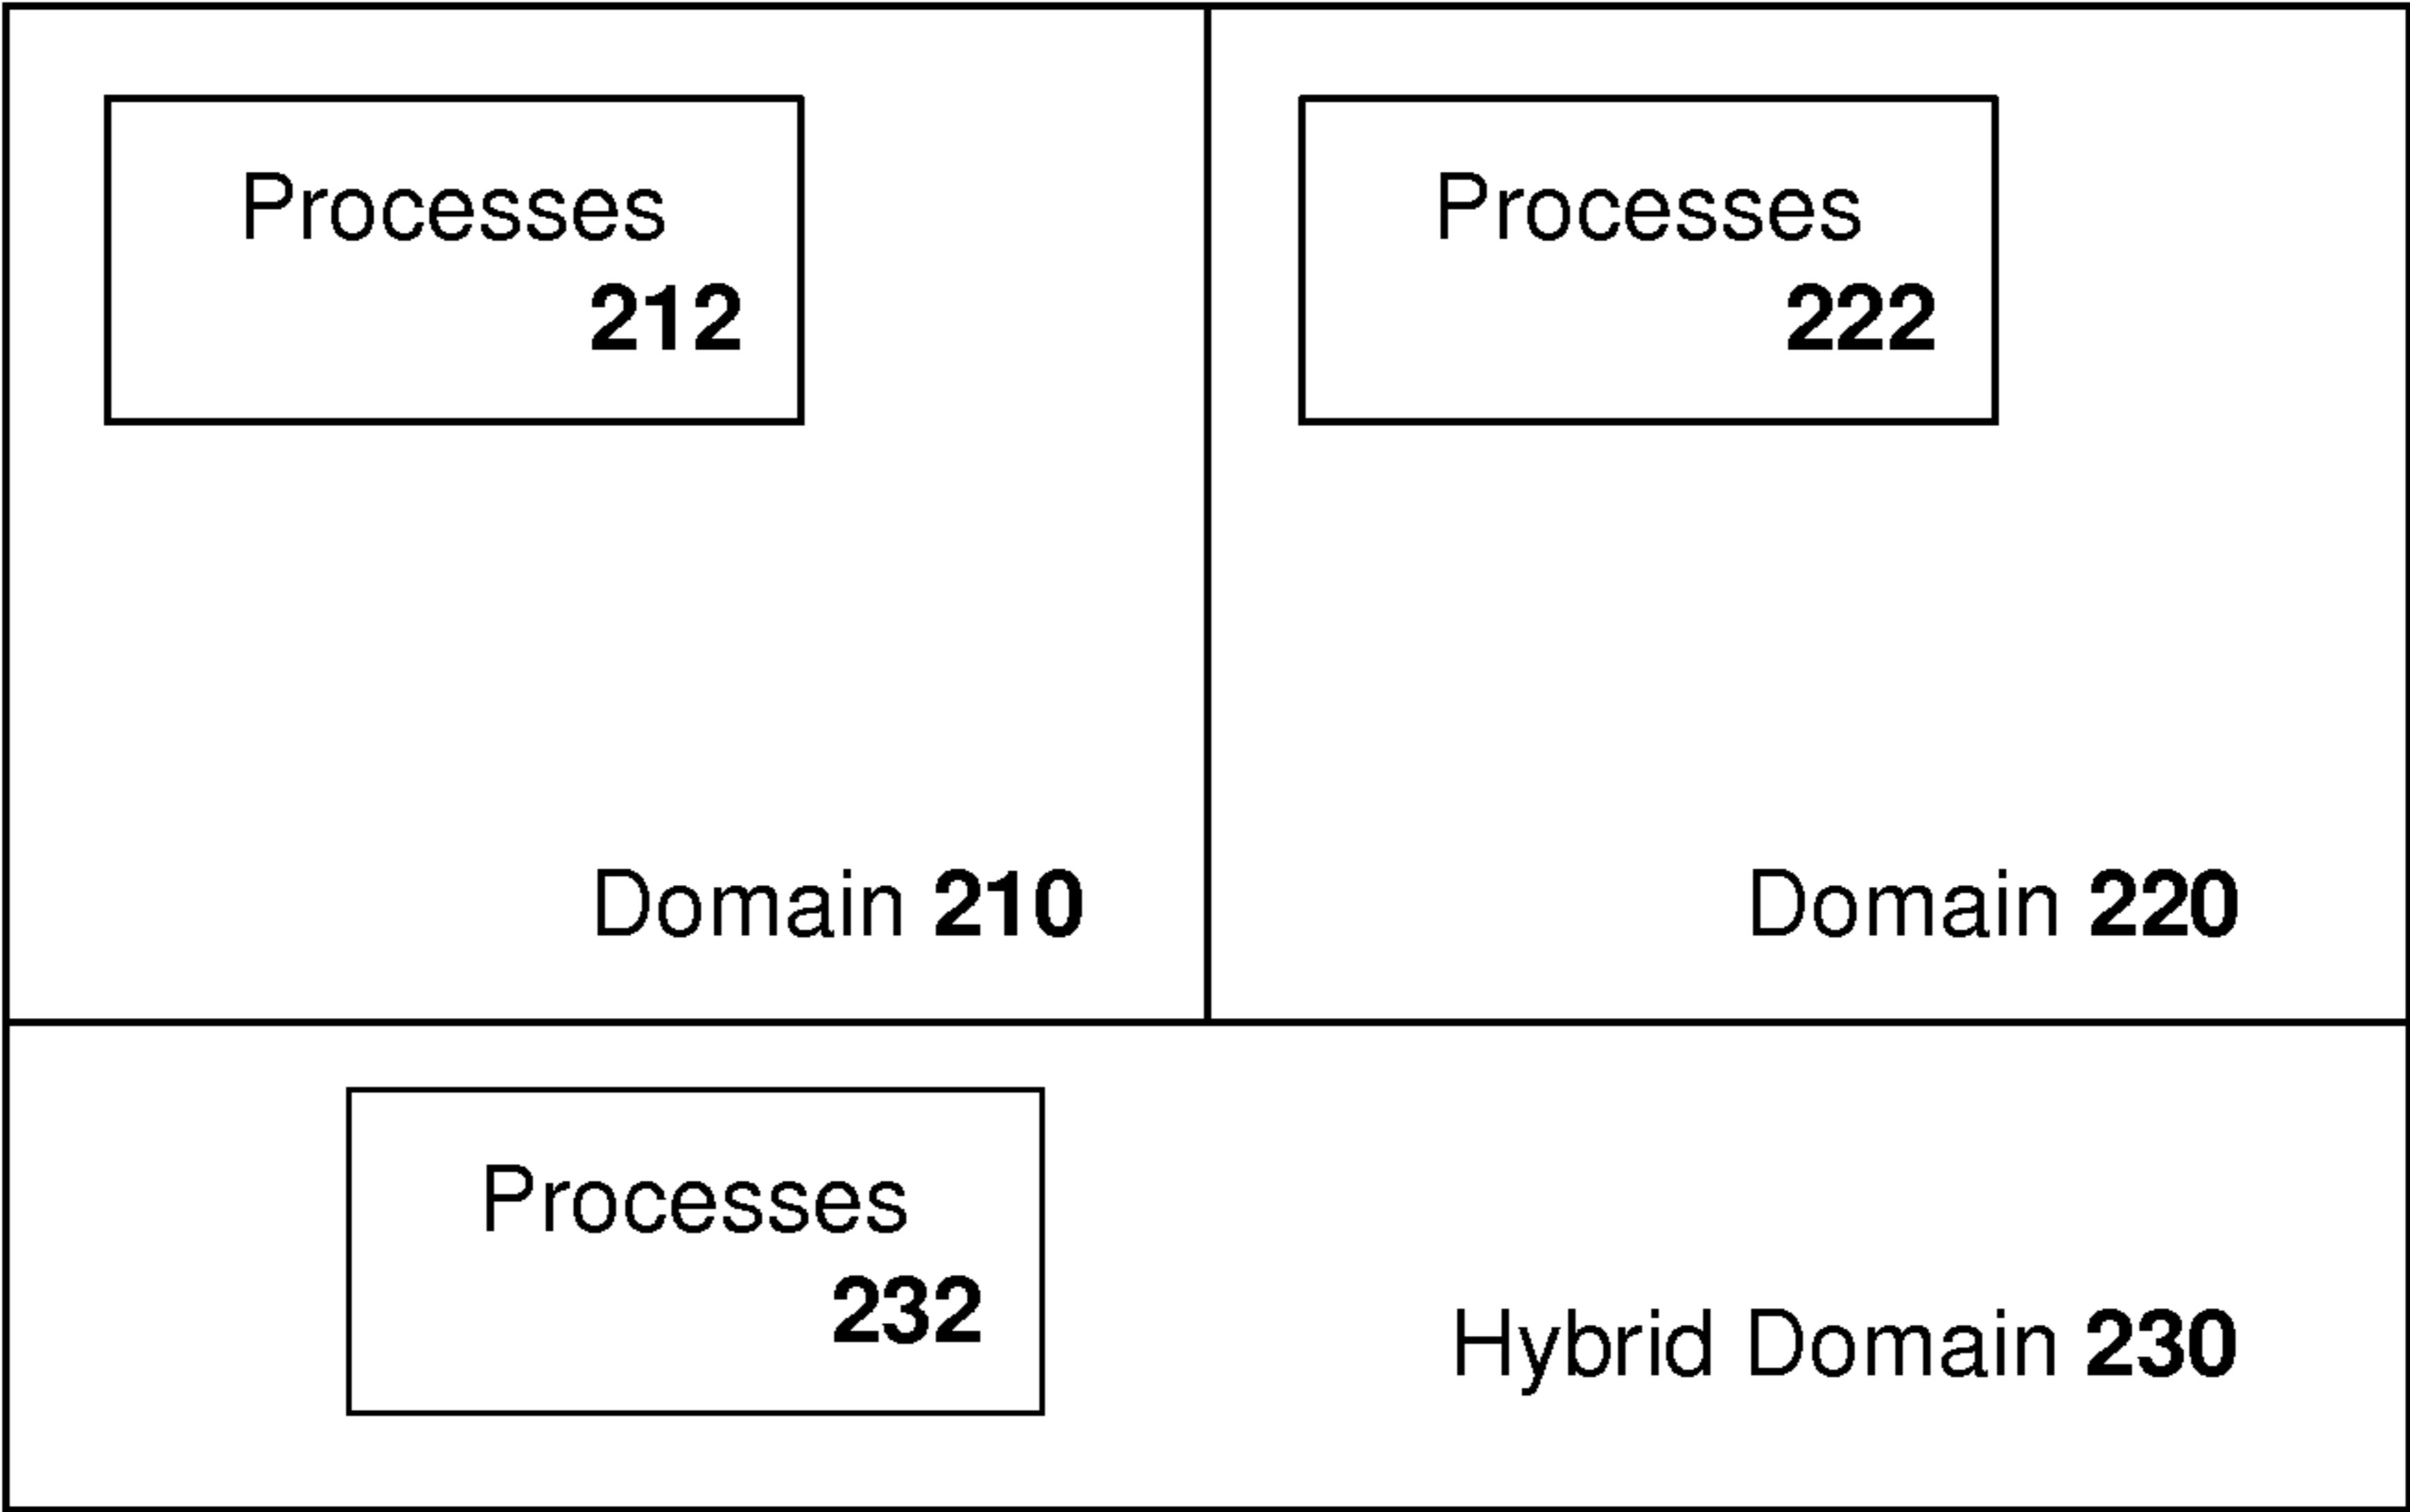 Processes
212
Domain 210
Processes
222
Domain 220
Processes
232
Hybrid Domain 230